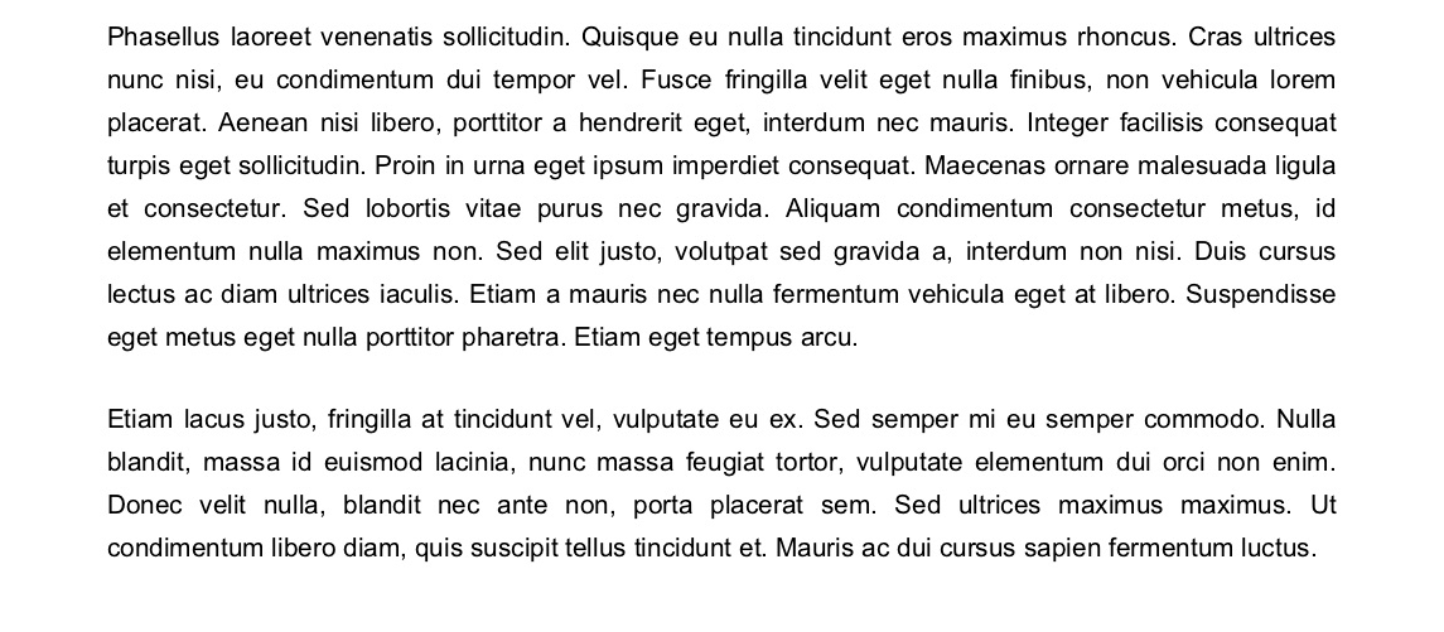 Phasellus laoreet venenatis sollicitudin. Quisque eu nulla tincidunt eros maximus rhoncus. Cras ultrices
nunc nisi, eu condimentum dui tempor vel. Fusce fringilla velit eget nulla finibus, non vehicula lorem
placerat. Aenean nisi libero, porttitor a hendrerit eget, interdum nec mauris. Integer facilisis consequat
turpis eget sollicitudin. Proin in urna eget ipsum imperdiet consequat. Maecenas ornare malesuada ligula
et consectetur. Sed lobortis vitae purus nec gravida. Aliquam condimentum consectetur metus, id
elementum nulla maximus non. Sed elit justo, volutpat sed gravida a, interdum non nisi. Duis cursus
lectus ac diam ultrices iaculis. Etiam a mauris nec nulla fermentum vehicula eget at libero. Suspendisse
eget metus eget nulla porttitor pharetra. Etiam eget tempus arcu.
Etiam lacus justo, fringilla at tincidunt vel, vulputate eu ex. Sed semper mi eu semper commodo. Nulla
blandit, massa id euismod lacinia, nunc massa feugiat tortor, vulputate elementum dui orci non enim.
Donec velit nulla, blandit nec ante non, porta placerat sem. Sed ultrices maximus maximus. Ut
condimentum libero diam, quis suscipit tellus tincidunt et. Mauris ac dui cursus sapien fermentum luctus.